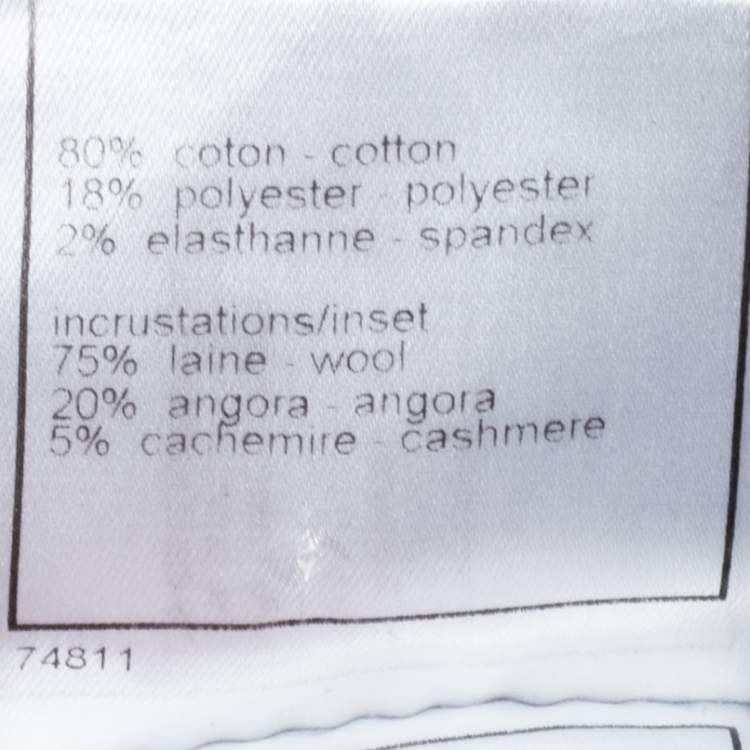 80% coton - cotton
18% polyester - polyester
2% elasthanne - spandex
incrustations/inset
75% laine - wool
20% angora - angora
5% cachemire - cashmere
74811